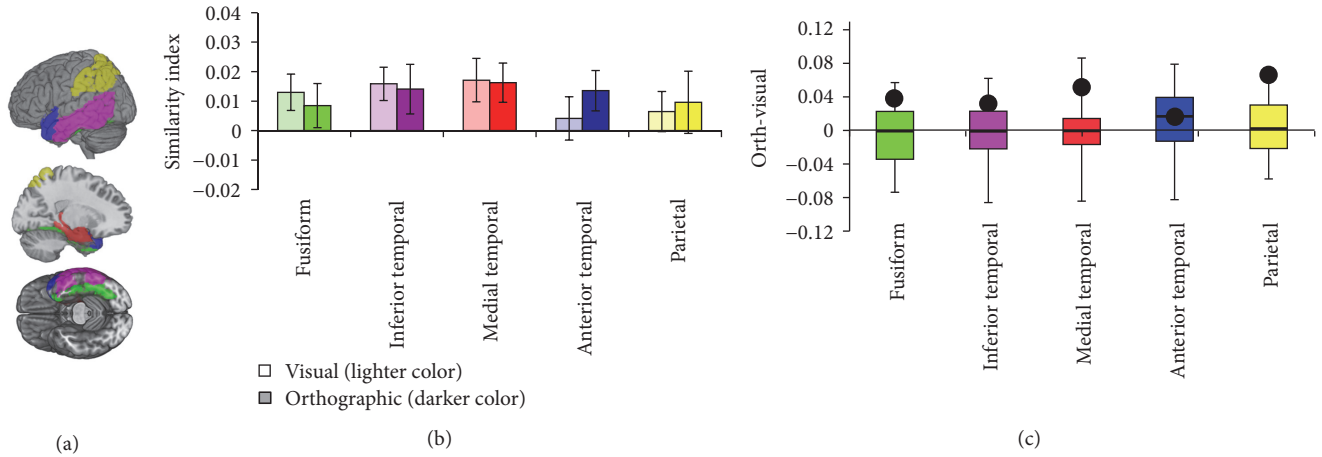 0.04
0.03
0.02
0.01
0
−0.01
−0.02
Similarity index
Fusiform
Inferior temporal
Medial temporal
Anterior temporal
Parietal
Visual (lighter color)
Orthographic (darker color)
0.12
0.08
0.04
0
−0.04
−0.08
−0.12
Orth-visual
Fusiform
Inferior temporal
Medial temporal
Anterior temporal
Parietal
(a)
(b)
(c)